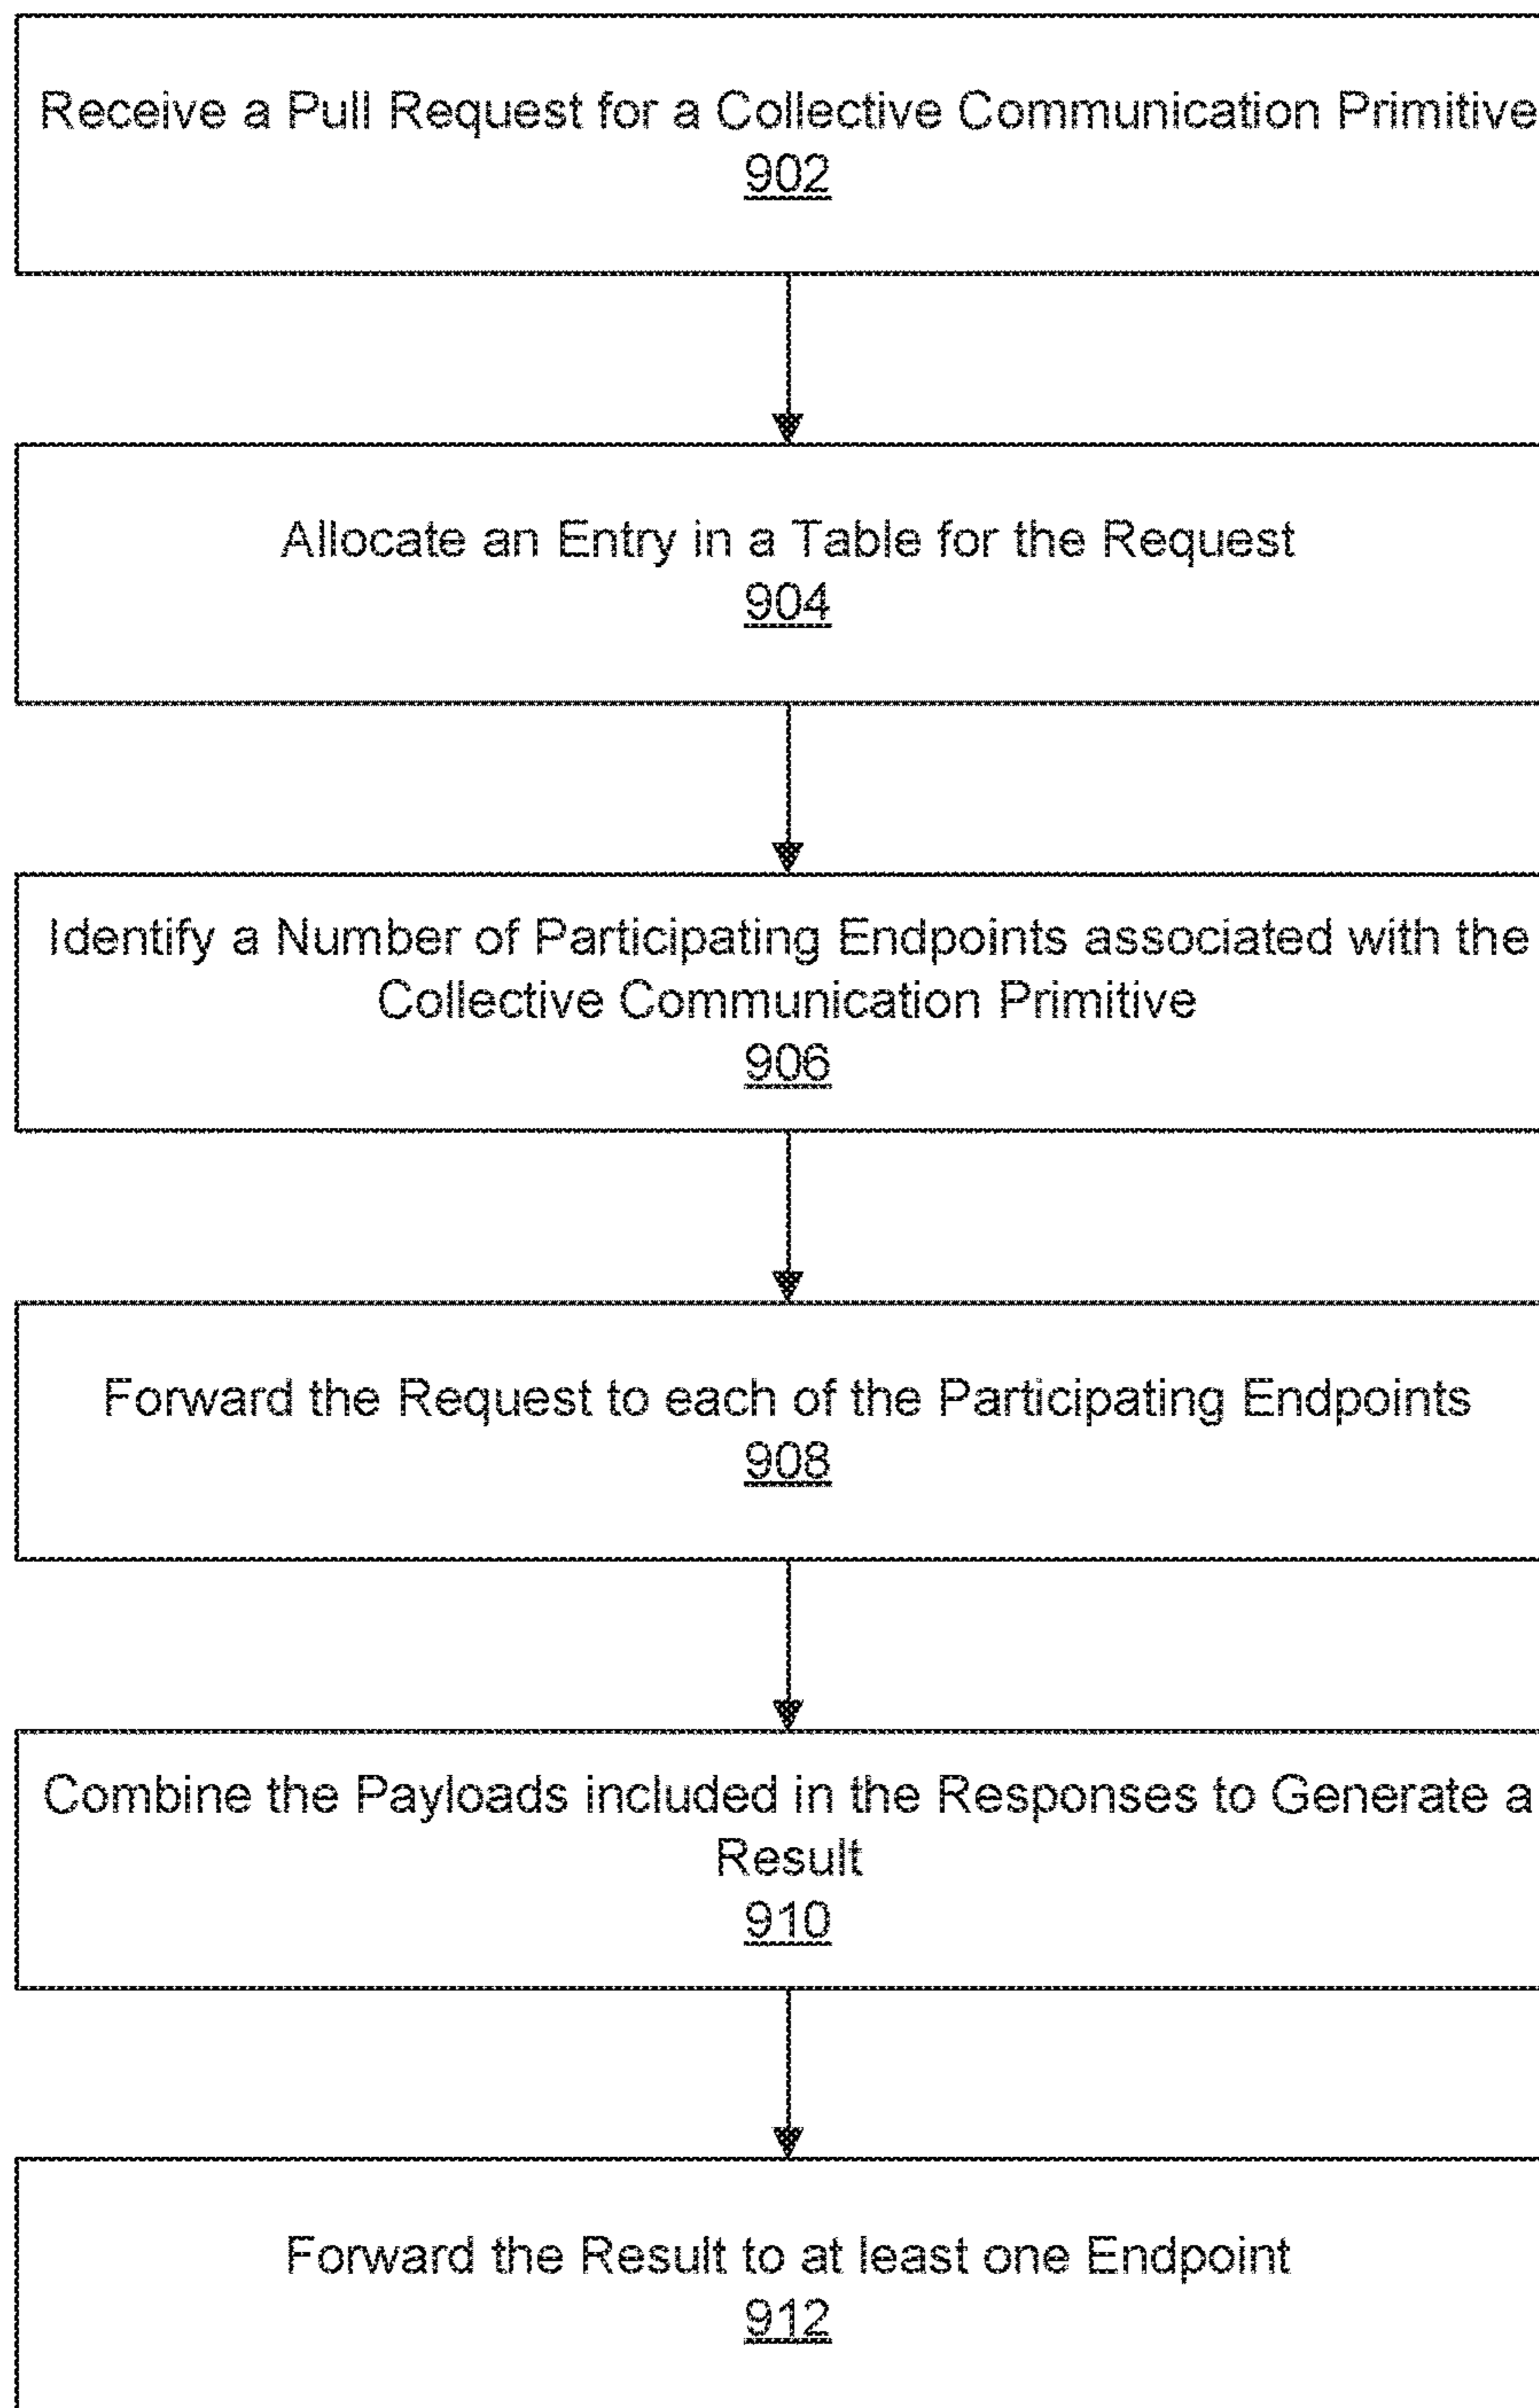 Receive a Pull Request for a Collective Communication Primitive
902
Allocate an Entry in a Table for the Request
904
Identify a Number of Participating Endpoints associated with the
Collective Communication Primitive
906
Forward the Request to each of the Participating Endpoints
908
Combine the Payloads included in the Responses to Generate a
Result
910
Forward the Result to at least one Endpoint
912